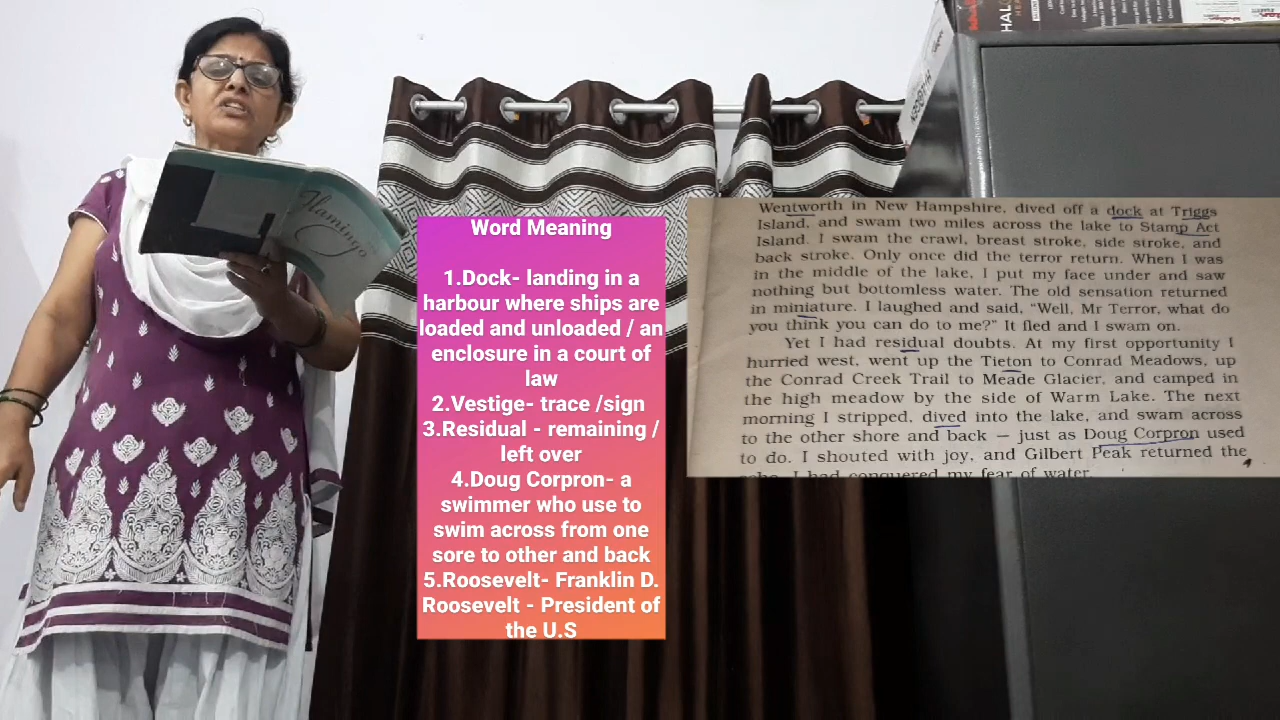 Flamingo
Word Meaning
1.Dock- landing in a
harbour where ships are
loaded and unloaded / an
enclosure in a court of
law
2.Vestige- trace /sign
3.Residual - remaining /
left over
4.Doug Corpron- a
swimmer who use to
swim across from one
sore to other and back
5.Roosevelt- Franklin D.
Roosevelt - President of
the U.S
Wentworth in New Hampshire, dived off a dock at Triggs
Island, and swam two miles across the lake to Stamp Act
Island. I swam the crawl, breast stroke, side stroke, and
back stroke. Only once did the terror return. When I was
in the middle of the lake, I put my face under and saw
nothing but bottomless water. The old sensation returned
in miniature. I laughed and said, “Well, Mr Terror, what do
you think you can do to me?” It fled and I swam on.
Yet I had residual doubts. At my first opportunity I
hurried west, went up the Tieton to Conrad Meadows, up
the Conrad Creek Trail to Meade Glacier, and camped in
the high meadow by the side of Warm Lake. The next
morning I stripped, dived into the lake, and swam across
to the other shore and back — just as Doug Corpron used
to do. I shouted with joy, and Gilbert Peak returned the
echo. I had conquered my fear of water.